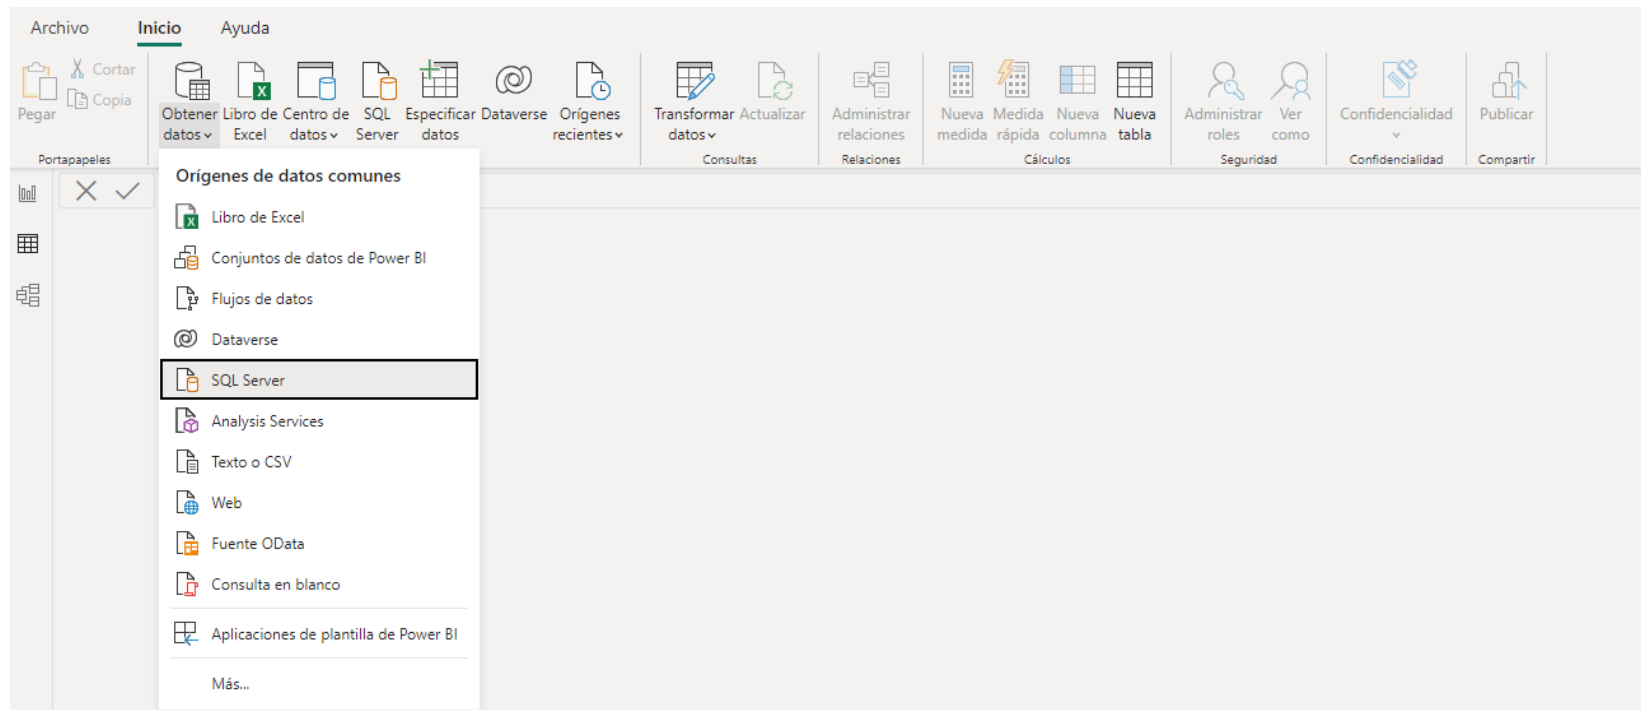 Archivo Inicio Ayuda
Pegar Cortar Copia
Obtener datos Libro de Excel Centro de datos SQL Server Especificar datos Dataverse Orígenes recientes
Transformar datos Actualizar
Administrar relaciones
Nueva medida Medida rápida Nueva columna Nueva tabla
Administrar roles Ver como
Confidencialidad
Publicar
Portapapeles Consultas Relaciones Cálculos Seguridad Confidencialidad Compartir
Orígenes de datos comunes
Libro de Excel
Conjuntos de datos de Power BI
Flujos de datos
Dataverse
SQL Server
Analysis Services
Texto o CSV
Web
Fuente OData
Consulta en blanco
Aplicaciones de plantilla de Power BI
Más...